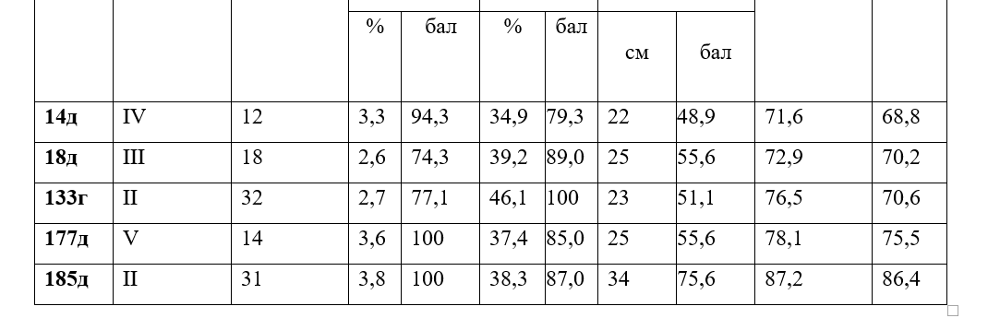 % бал % бал см бал
14д IV 12 3,3 94,3 34,9 79,3 22 48,9 71,6 68,8
18д III 18 2,6 74,3 39,2 89,0 25 55,6 72,9 70,2
133г II 32 2,7 77,1 46,1 100 23 51,1 76,5 70,6
177д V 14 3,6 100 37,4 85,0 25 55,6 78,1 75,5
185д II 31 3,8 100 38,3 87,0 34 75,6 87,2 86,4